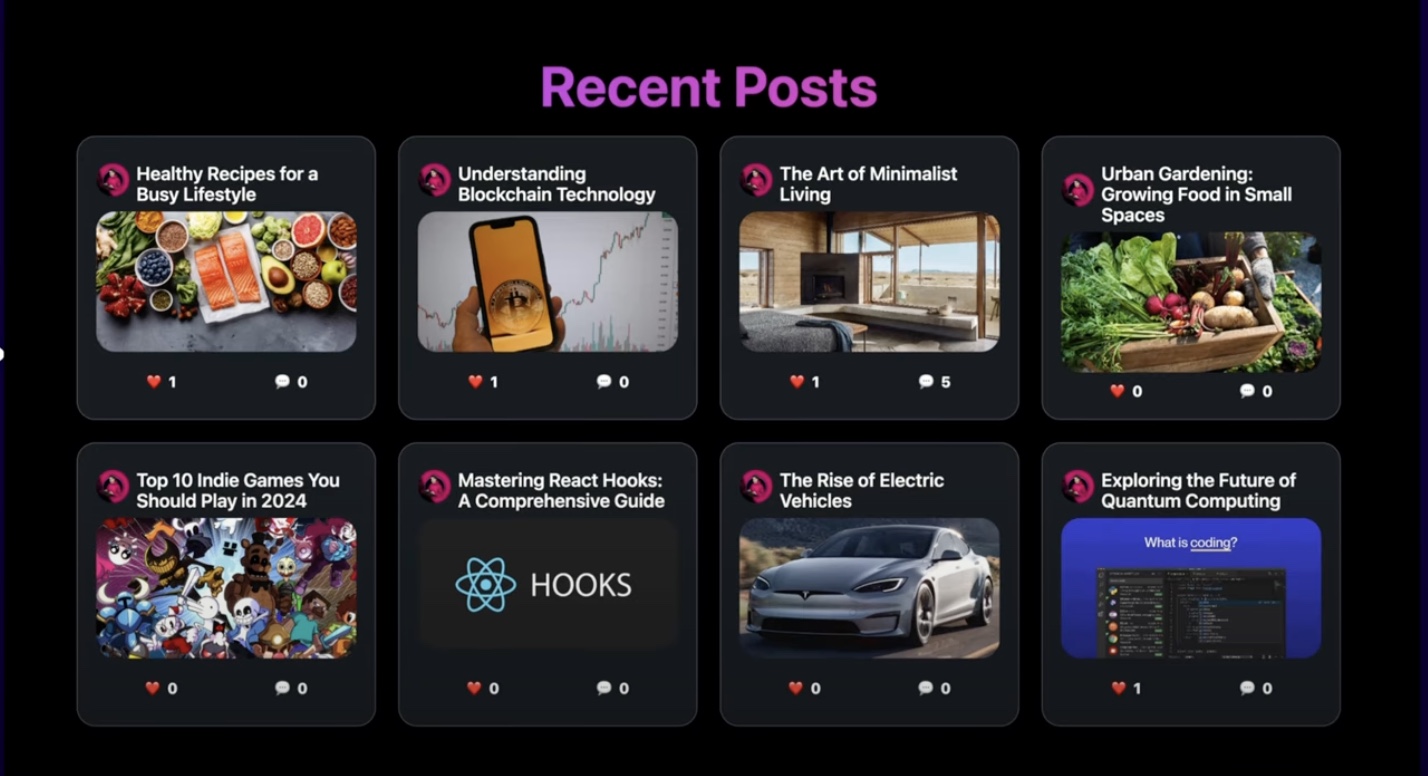 Recent Posts
Healthy Recipes for a
Busy Lifestyle
❤️ 1
💬 0
Understanding
Blockchain Technology
❤️ 1
💬 0
The Art of Minimalist
Living
❤️ 1
💬 5
Urban Gardening:
Growing Food in Small
Spaces
❤️ 0
💬 0
Top 10 Indie Games You
Should Play in 2024
❤️ 0
💬 0
Mastering React Hooks:
A Comprehensive Guide
HOOKS
❤️ 0
💬 0
The Rise of Electric
Vehicles
❤️ 0
💬 0
Exploring the Future of
Quantum Computing
What is coding?
❤️ 1
💬 0